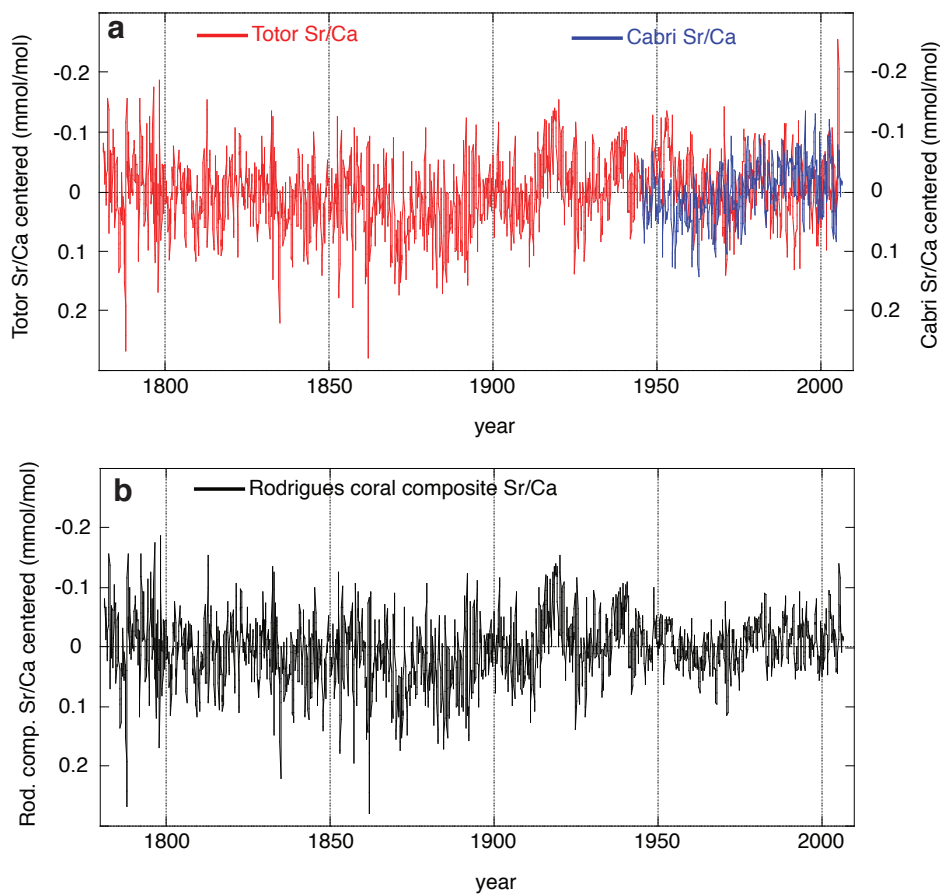 a
Totor Sr/Ca
Cabri Sr/Ca
Totor Sr/Ca centered (mmol/mol)
-0.2
-0.1
0
0.1
0.2
Cabri Sr/Ca centered (mmol/mol)
-0.2
-0.1
0
0.1
0.2
1800 1850 1900 1950 2000
year
b
Rodrigues coral composite Sr/Ca
Rod. comp. Sr/Ca centered (mmol/mol)
-0.2
-0.1
0
0.1
0.2
1800 1850 1900 1950 2000
year